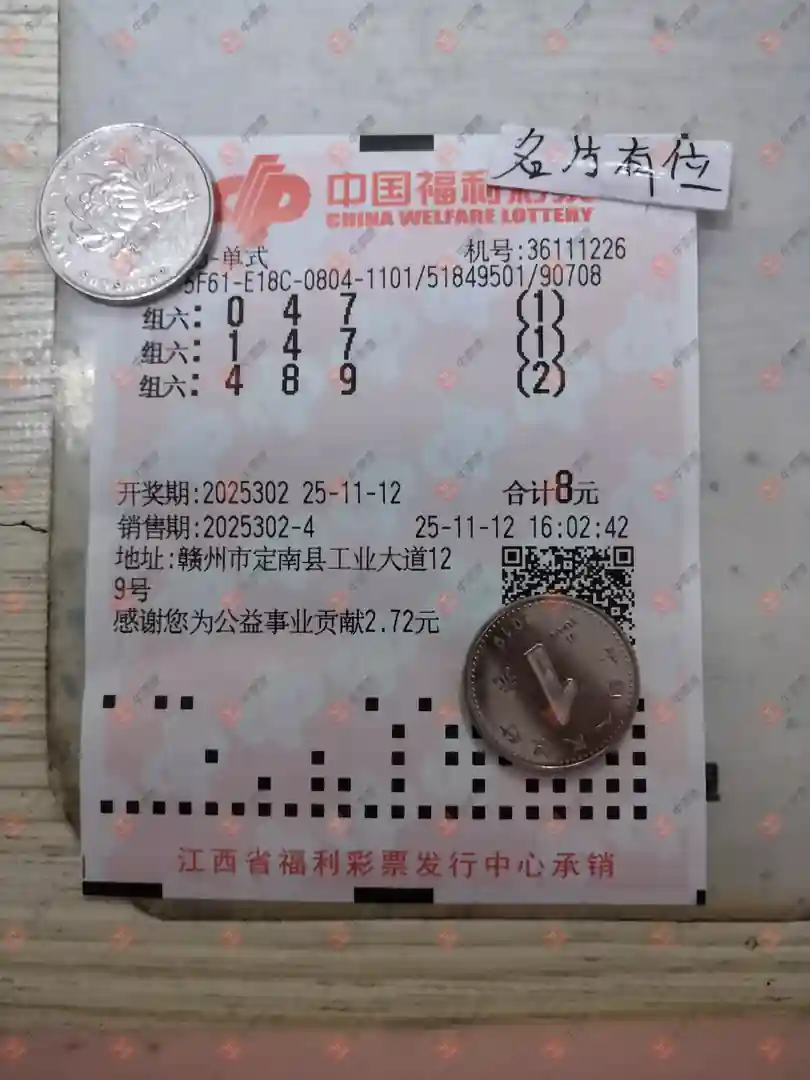 名片有位
中国福利彩票
CHINA WELFARE LOTTERY
-单式 机号:36111226
5F61-E18C-0804-1101/51849501/90708
组六: 0 4 7 (1)
组六: 1 4 7 (1)
组六: 4 8 9 (2)
开奖期:2025302 25-11-12 合计8元
销售期:2025302-4 25-11-12 16:02:42
地址:赣州市定南县工业大道12
9号
感谢您为公益事业贡献2.72元
江西省福利彩票发行中心承销